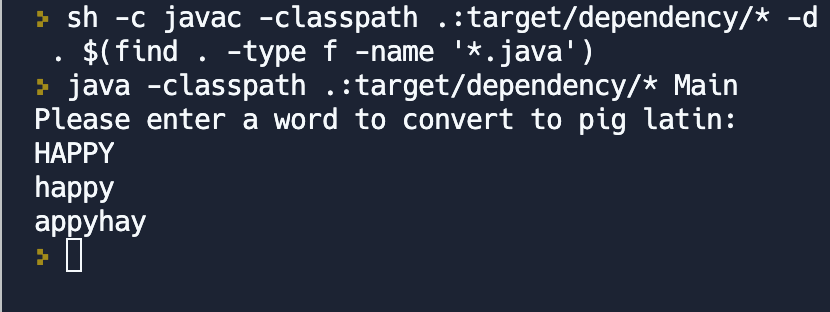 sh -c javac -classpath .:target/dependency/* -d
. $(find . -type f -name '*.java')
java -classpath .:target/dependency/* Main
Please enter a word to convert to pig latin:
HAPPY
happy
appyhay